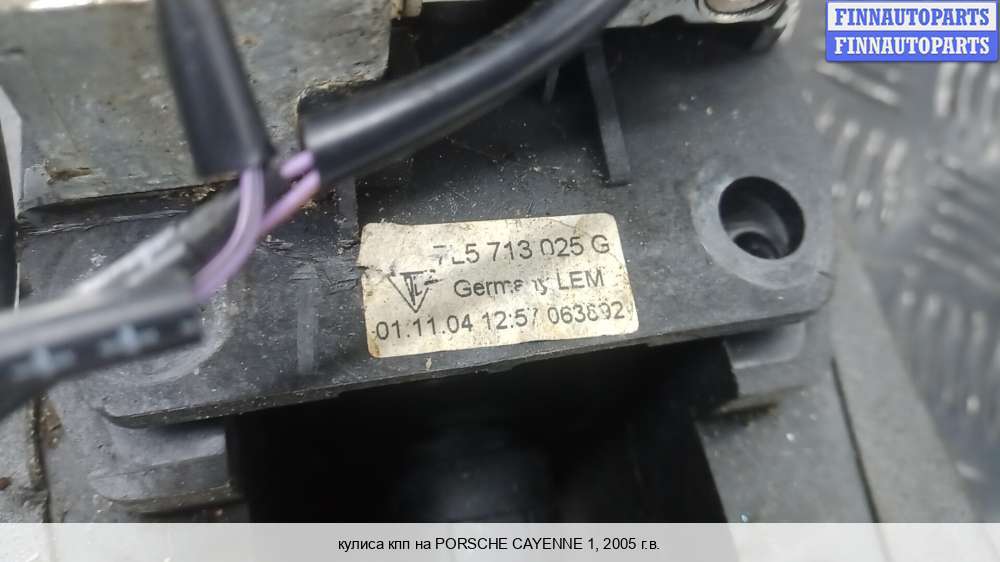 FINNAUTOPARTS
FINNAUTOPARTS
7L5 713 025 G
Germany LEM
01.11.04 12:57 063892
кулиса кпп на PORSCHE CAYENNE 1, 2005 г.в.